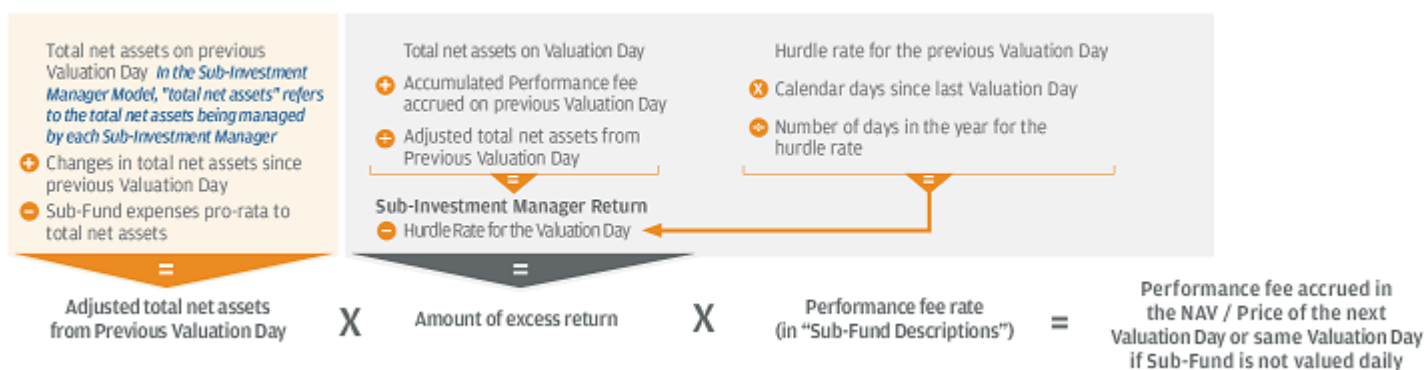 Total net assets on previous
Valuation Day In the Sub-Investment
Manager Model, "total net assets" refers
to the total net assets being managed
by each Sub-Investment Manager
+ Changes in total net assets since
previous Valuation Day
− Sub-Fund expenses pro-rata to
total net assets
=
Adjusted total net assets
from Previous Valuation Day
X
Total net assets on Valuation Day
+ Accumulated Performance fee
accrued on previous Valuation Day
÷ Adjusted total net assets from
Previous Valuation Day
=
Sub-Investment Manager Return
− Hurdle Rate for the Valuation Day
=
Amount of excess return
Hurdle rate for the previous Valuation Day
X Calendar days since last Valuation Day
÷ Number of days in the year for the
hurdle rate
=
X
Performance fee rate
(in “Sub-Fund Descriptions”)
=
Performance fee accrued in
the NAV / Price of the next
Valuation Day or same Valuation Day
if Sub-Fund is not valued daily